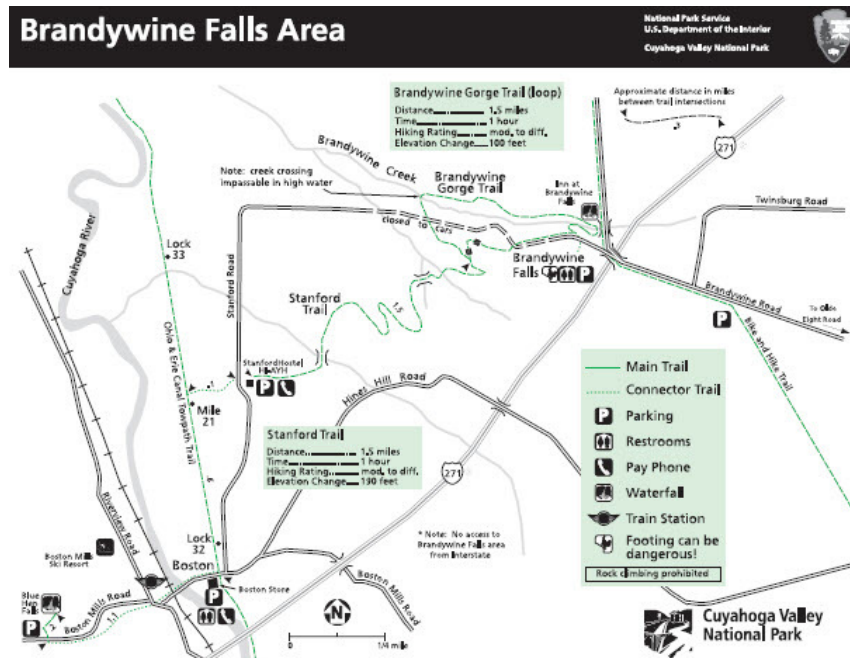 Brandywine Falls Area
National Park Service
U.S. Department of the Interior
Cuyahoga Valley National Park
Brandywine Gorge Trail (loop)
Distance 1.5 miles
Time 1 hour
Hiking Rating mod. to diff.
Elevation Change 100 feet
Approximate distance in miles
between trail intersections
.3
271
Brandywine Creek
Note: creek crossing
impassable in high water
Brandywine
Gorge Trail
Inn at
Brandywine
Falls
Twinsburg Road
closed to cars
Cuyahoga River
Lock
33
Stanford Road
Brandywine
Falls
P
Brandywine Road
To Olde
Eight Road
P
Bike and Hike Trail
Stanford
Trail
1.5
Ohio & Erie Canal Towpath Trail
Stanford Hostel
HI-AYH
P
.1
Mile
21
Hines Hill Road
Stanford Trail
Distance 1.5 miles
Time 1 hour
Hiking Rating mod. to diff.
Elevation Change 190 feet
271
.6
Riverview Road
Lock
32
* Note: No access to
Brandywine Falls area
from Interstate
Boston Mills
Ski Resort
Boston
Boston Store
P
Boston Mills Road
Blue
Hen
Falls
P
.2
Boston Mills Road
1.1
N
0 1/4 mile
Main Trail
Connector Trail
P Parking
Restrooms
Pay Phone
Waterfall
Train Station
Footing can be
dangerous!
Rock climbing prohibited
Cuyahoga Valley
National Park